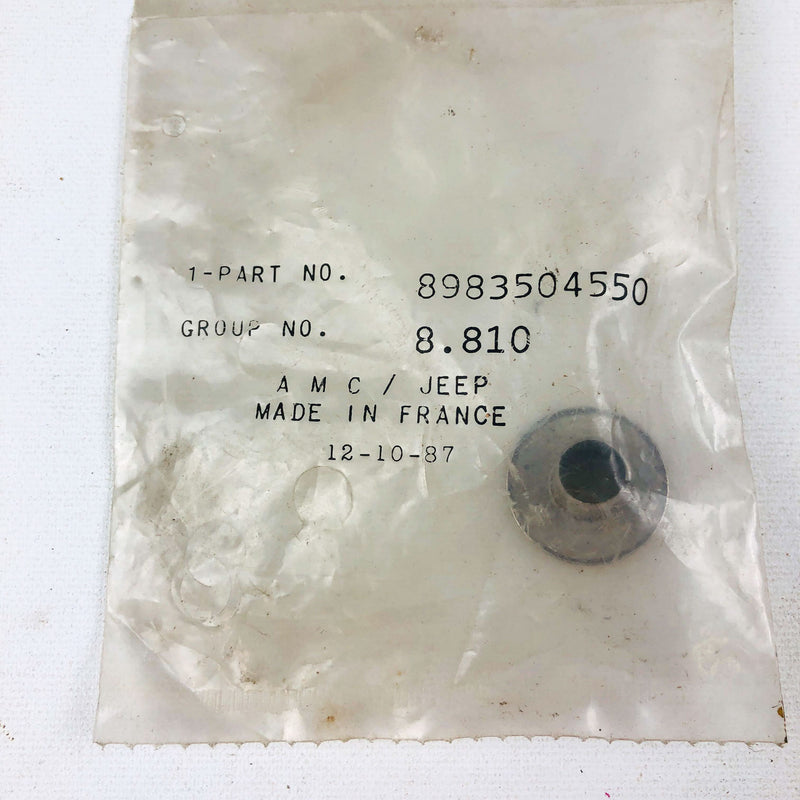 1-PART NO. 8983504550
GROUP NO. 8.810
A M C / JEEP
MADE IN FRANCE
12-10-87